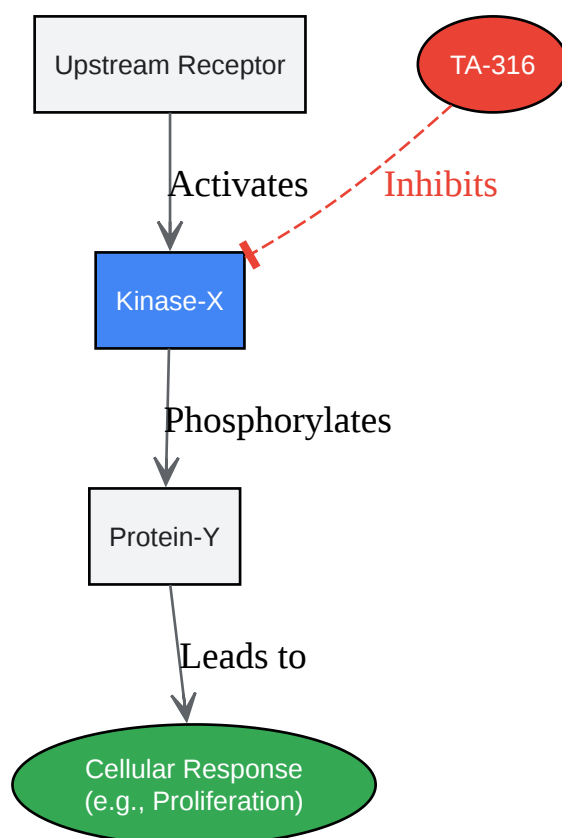 Upstream Receptor
TA-316
Activates
Inhibits
Kinase-X
Phosphorylates
Protein-Y
Leads to
Cellular Response
(e.g., Proliferation)